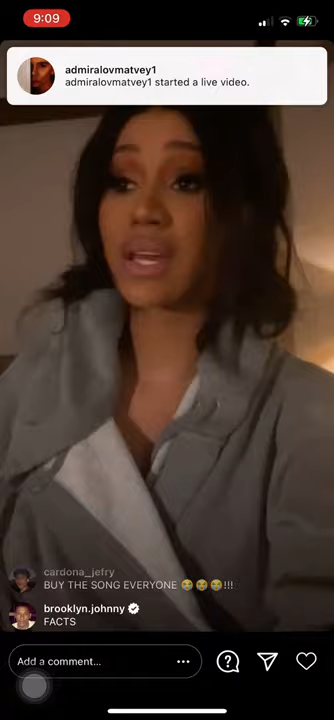 9:09
admiralovmatvey1
admiralovmatvey1 started a live video.
cardona_jefry
BUY THE SONG EVERYONE 😭😭😭!!!
brooklyn.johnny
FACTS
Add a comment...